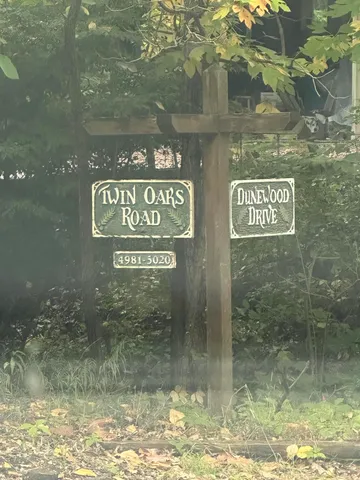 TWIN OAKS
ROAD
4981-5020
DUNEWOOD
DRIVE